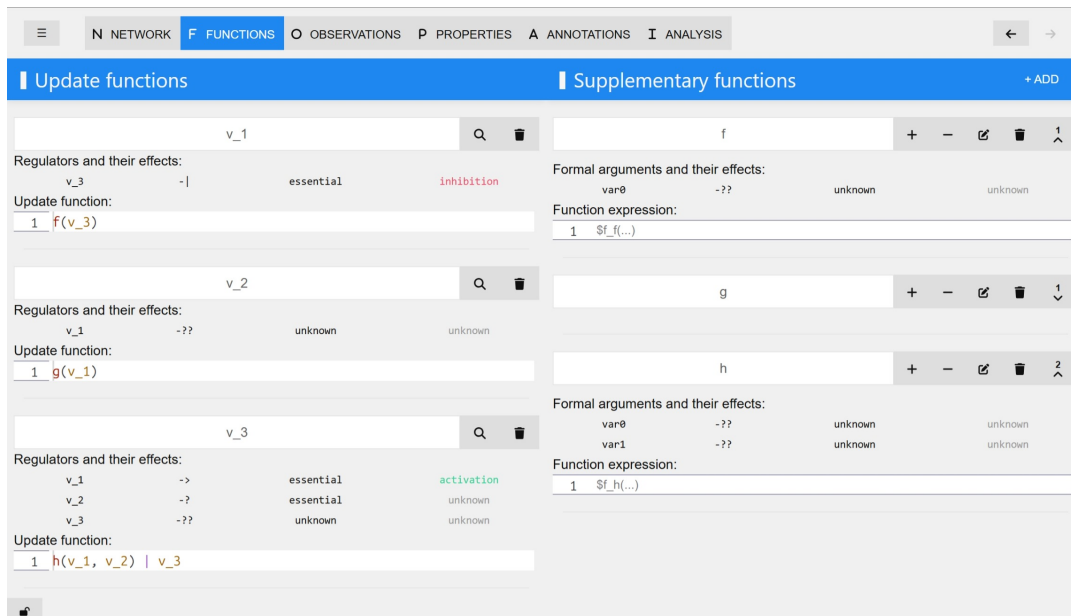 ☰ N NETWORK F FUNCTIONS O OBSERVATIONS P PROPERTIES A ANNOTATIONS I ANALYSIS ← →
Update functions
v_1
Regulators and their effects:
v_3 -| essential inhibition
Update function:
1 f(v_3)
v_2
Regulators and their effects:
v_1 -?? unknown unknown
Update function:
1 g(v_1)
v_3
Regulators and their effects:
v_1 -> essential activation
v_2 -? essential unknown
v_3 -?? unknown unknown
Update function:
1 h(v_1, v_2) | v_3
Supplementary functions + ADD
f + − 1
Formal arguments and their effects:
var0 -?? unknown unknown
Function expression:
1 $f_f(...)
g + − 1
h + − 2
Formal arguments and their effects:
var0 -?? unknown unknown
var1 -?? unknown unknown
Function expression:
1 $f_h(...)